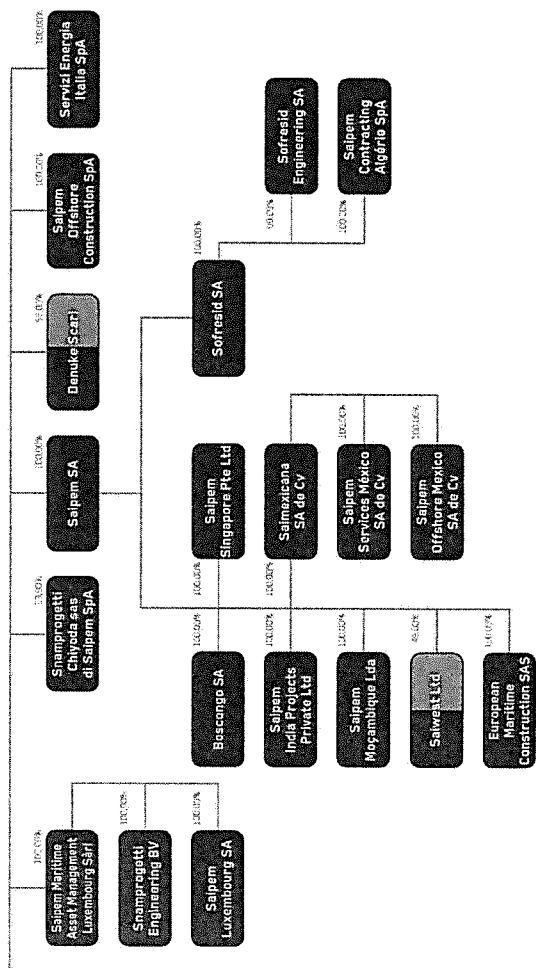 100.00%
Saipem Maritime
Asset Management
Luxembourg Sàrl
Snamprogetti
Chiyoda sas
di Saipem SpA
100.00%
Saipem SA
Denuke Scarl
100.00%
Saipem
Offshore
Construction SpA
100.00%
Servizi Energia
Italia SpA
100.00%
Snamprogetti
Engineering BV
100.00%
Saipem
Luxembourg SA
100.00%
Boscongo SA
100.00%
Saipem
Singapore Pte Ltd
100.00%
Sofresid SA
100.00%
Saipem
India Projects
Private Ltd
100.00%
Saimexicana
SA de Cv
Sofresid
Engineering SA
100.00%
Saipem
Moçambique Lda
100.00%
Saipem
Services México
SA de Cv
100.00%
Saipem
Contracting
Algérie SpA
49.00%
Saiwest Ltd
100.00%
Saipem
Offshore México
SA de Cv
100.00%
European
Maritime
Construction SAS